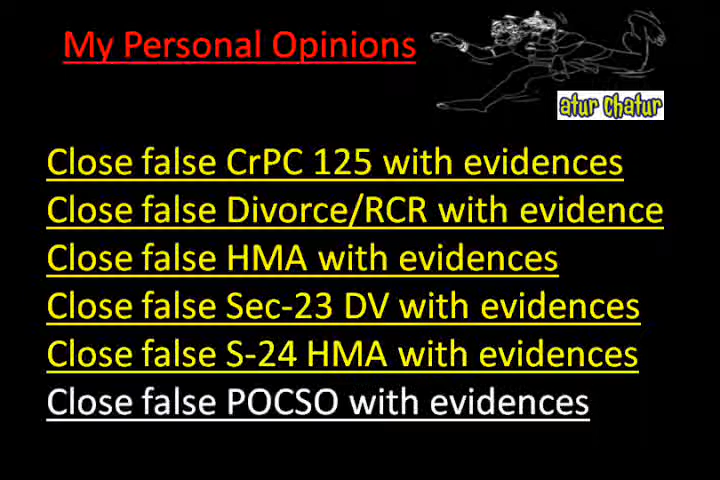 My Personal Opinions
atur Chatur
Close false CrPC 125 with evidences
Close false Divorce/RCR with evidence
Close false HMA with evidences
Close false Sec-23 DV with evidences
Close false S-24 HMA with evidences
Close false POCSO with evidences